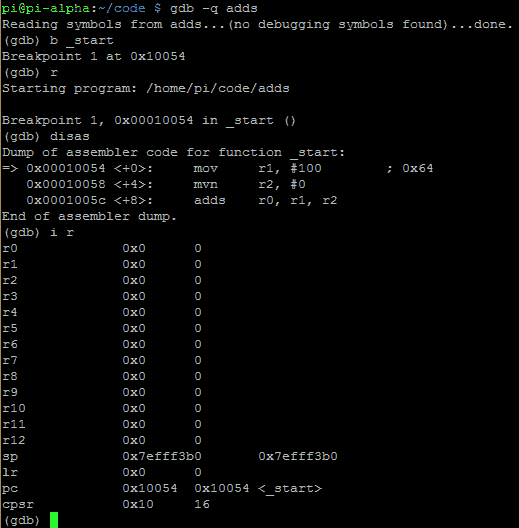 pi@pi-alpha:~/code $ gdb -q adds
Reading symbols from adds...(no debugging symbols found)...done.
(gdb) b _start
Breakpoint 1 at 0x10054
(gdb) r
Starting program: /home/pi/code/adds

Breakpoint 1, 0x00010054 in _start ()
(gdb) disas
Dump of assembler code for function _start:
=> 0x00010054 <+0>:     mov     r1, #100        ; 0x64
   0x00010058 <+4>:     mvn     r2, #0
   0x0001005c <+8>:     adds    r0, r1, r2
End of assembler dump.
(gdb) i r
r0             0x0      0
r1             0x0      0
r2             0x0      0
r3             0x0      0
r4             0x0      0
r5             0x0      0
r6             0x0      0
r7             0x0      0
r8             0x0      0
r9             0x0      0
r10            0x0      0
r11            0x0      0
r12            0x0      0
sp             0x7efff3b0       0x7efff3b0
lr             0x0      0
pc             0x10054  0x10054 <_start>
cpsr           0x10     16
(gdb)